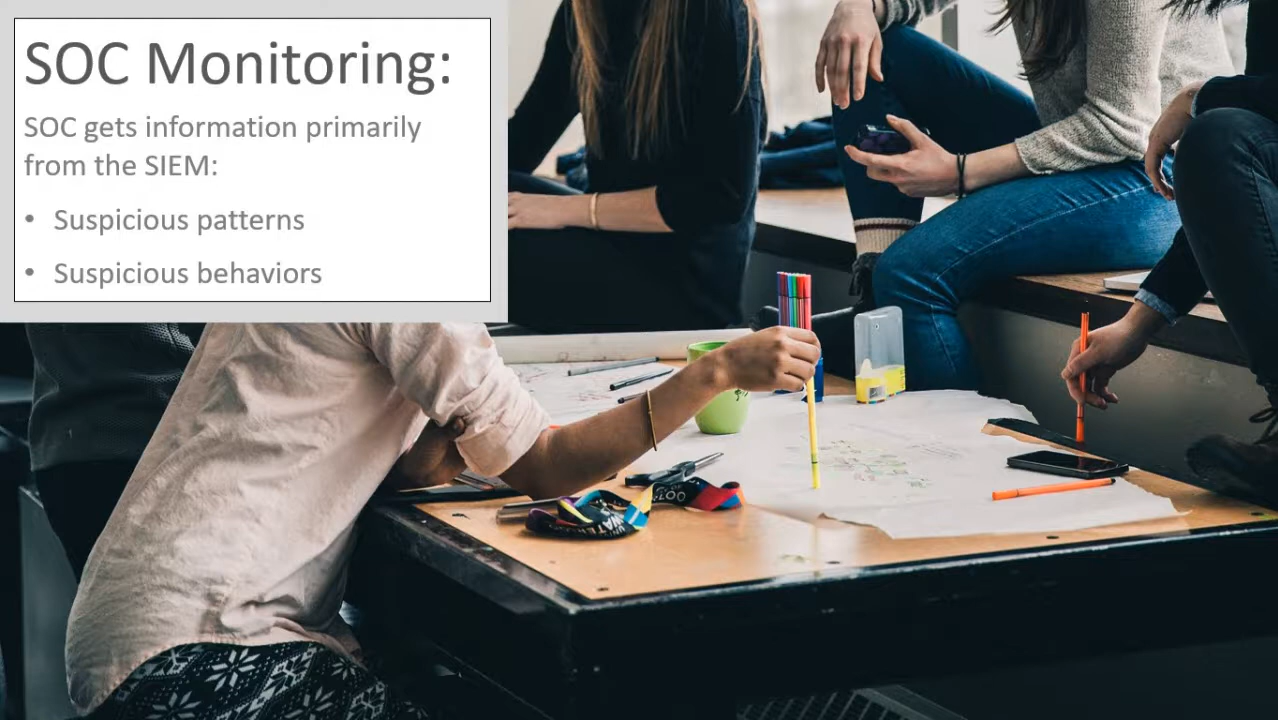 SOC Monitoring:
SOC gets information primarily
from the SIEM:
• Suspicious patterns
• Suspicious behaviors